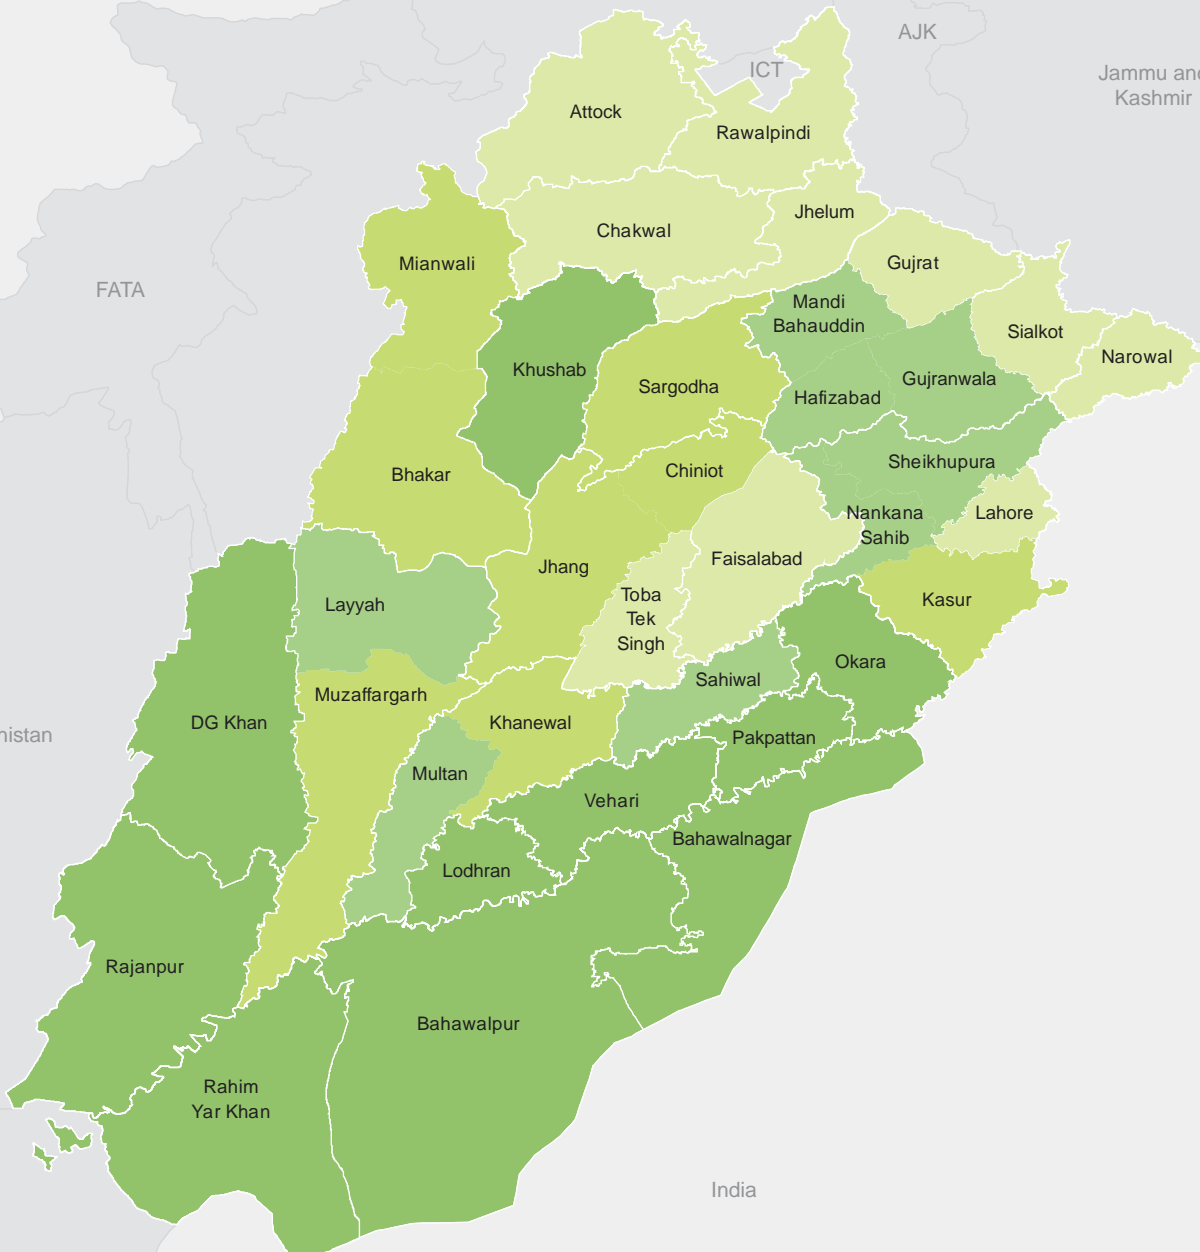 AJK
ICT
Jammu and
Kashmir
Attock
Rawalpindi
Jhelum
Chakwal
Mianwali
Gujrat
FATA
Mandi
Bahauddin
Sialkot
Narowal
Khushab
Sargodha
Gujranwala
Hafizabad
Bhakar
Chiniot
Sheikhupura
Nankana
Sahib
Lahore
Jhang
Faisalabad
Layyah
Toba
Tek
Singh
Kasur
Okara
Sahiwal
Muzaffargarh
DG Khan
Khanewal
nistan
Pakpattan
Multan
Vehari
Bahawalnagar
Lodhran
Rajanpur
Bahawalpur
Rahim
Yar Khan
India